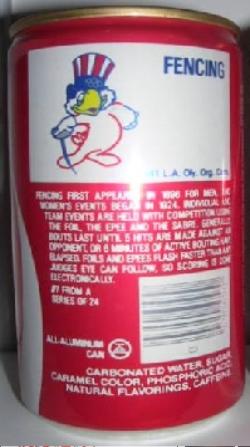 FENCING
L.A. Oly. Org. Com.
FENCING FIRST APPEARED IN 1896 FOR MEN, AND
WOMEN'S EVENTS BEGAN IN 1924. INDIVIDUAL AND
TEAM EVENTS ARE HELD WITH COMPETITION USING
THE FOIL, THE EPEE AND THE SABRE. GENERALLY
BOUTS LAST UNTIL 5 HITS ARE MADE AGAINST AN
OPPONENT, OR 6 MINUTES OF ACTIVE BOUTING HAVE
ELAPSED. FOILS AND EPEES FLASH FASTER THAN ANY
JUDGES EYE CAN FOLLOW, SO SCORING IS DONE
ELECTRONICALLY.
#7 FROM A
SERIES OF 24
ALL-ALUMINUM
CAN
CARBONATED WATER, SUGAR,
CARAMEL COLOR, PHOSPHORIC ACID,
NATURAL FLAVORINGS, CAFFEINE